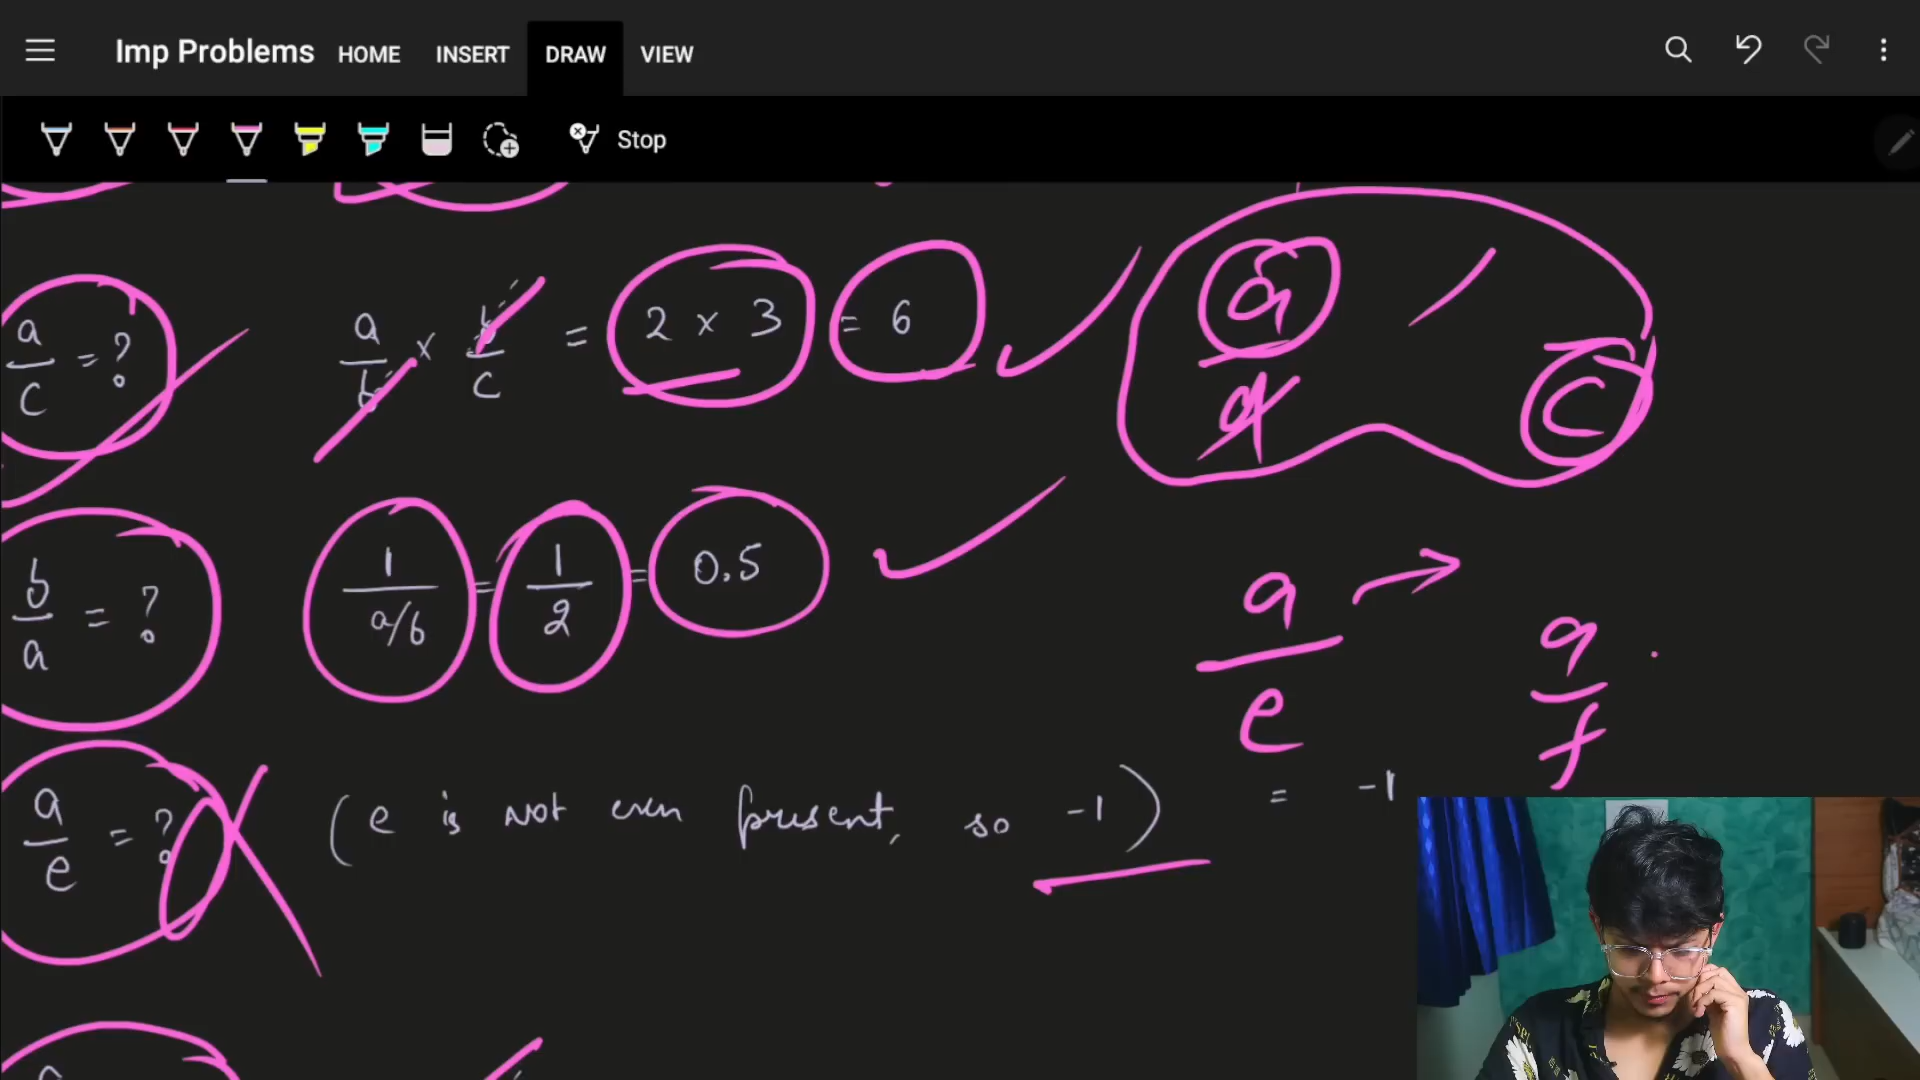 Imp Problems HOME INSERT DRAW VIEW
Stop
a/c = ? a/b × b/c = 2 × 3 = 6
a
a
c
b/a = ? 1/(a/b) = 1/2 = 0.5
a/e
a/f
a/e = ? (e is not even present, so -1) = -1